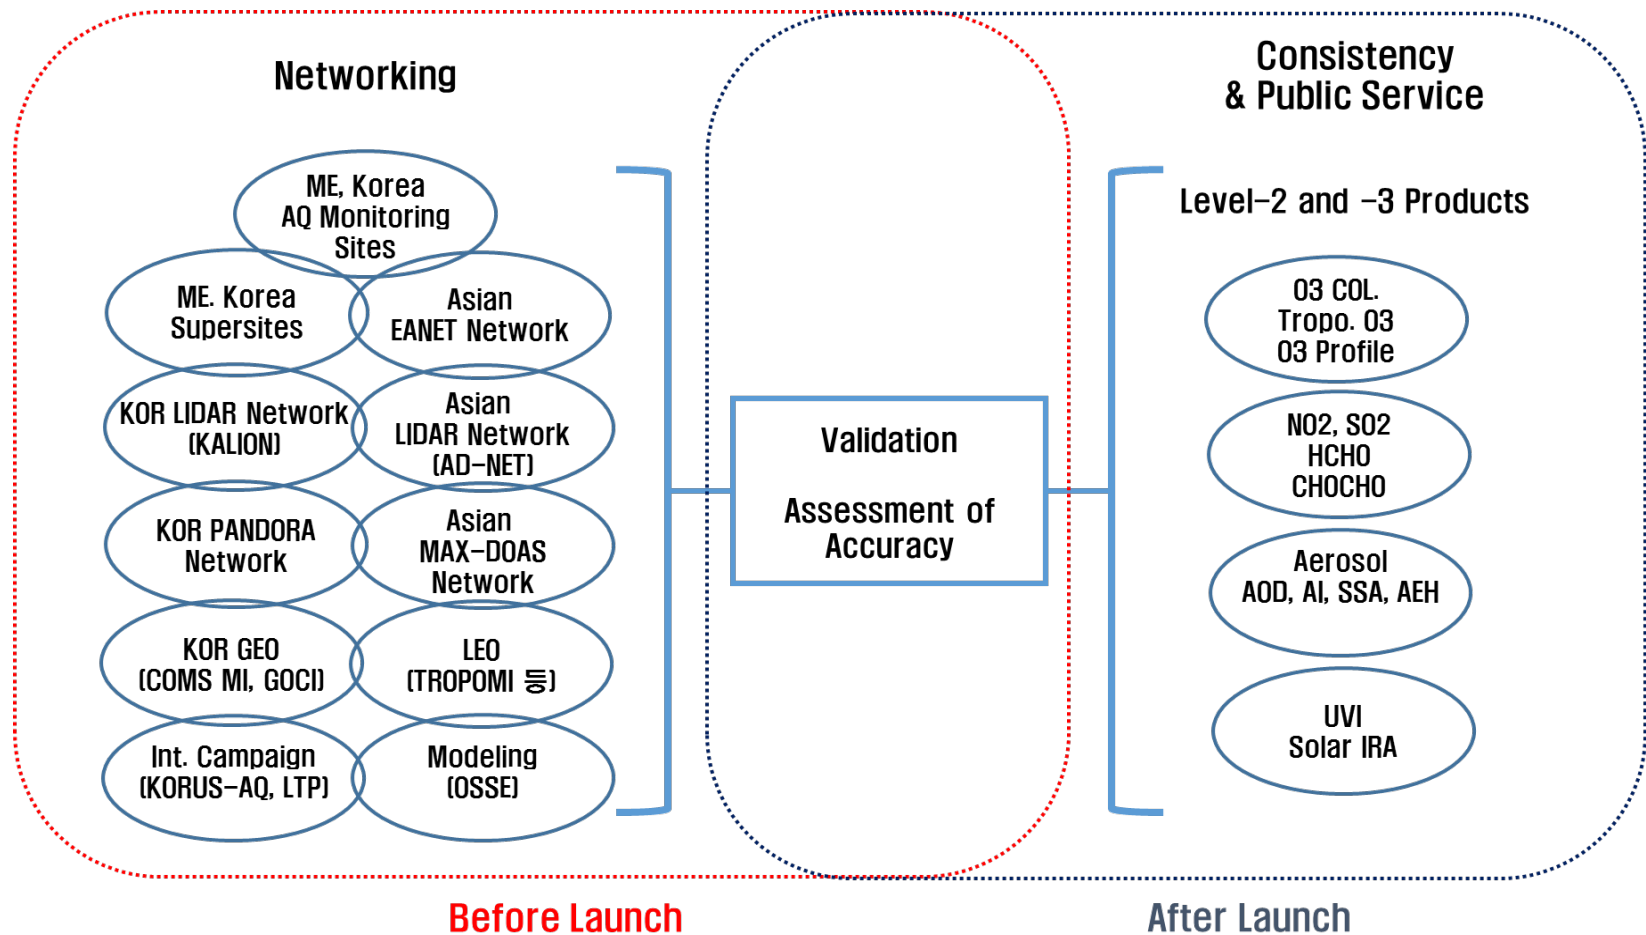 Networking
ME, Korea
AQ Monitoring
Sites
ME. Korea
Supersites
Asian
EANET Network
KOR LIDAR Network
(KALION)
Asian
LIDAR Network
(AD-NET)
KOR PANDORA
Network
Asian
MAX-DOAS
Network
KOR GEO
(COMS MI, GOCI)
LEO
(TROPOMI 등)
Int. Campaign
(KORUS-AQ, LTP)
Modeling
(OSSE)
Validation
Assessment of
Accuracy
Consistency
& Public Service
Level-2 and -3 Products
O3 COL.
Tropo. O3
O3 Profile
NO2, SO2
HCHO
CHOCHO
Aerosol
AOD, AI, SSA, AEH
UVI
Solar IRA
Before Launch
After Launch